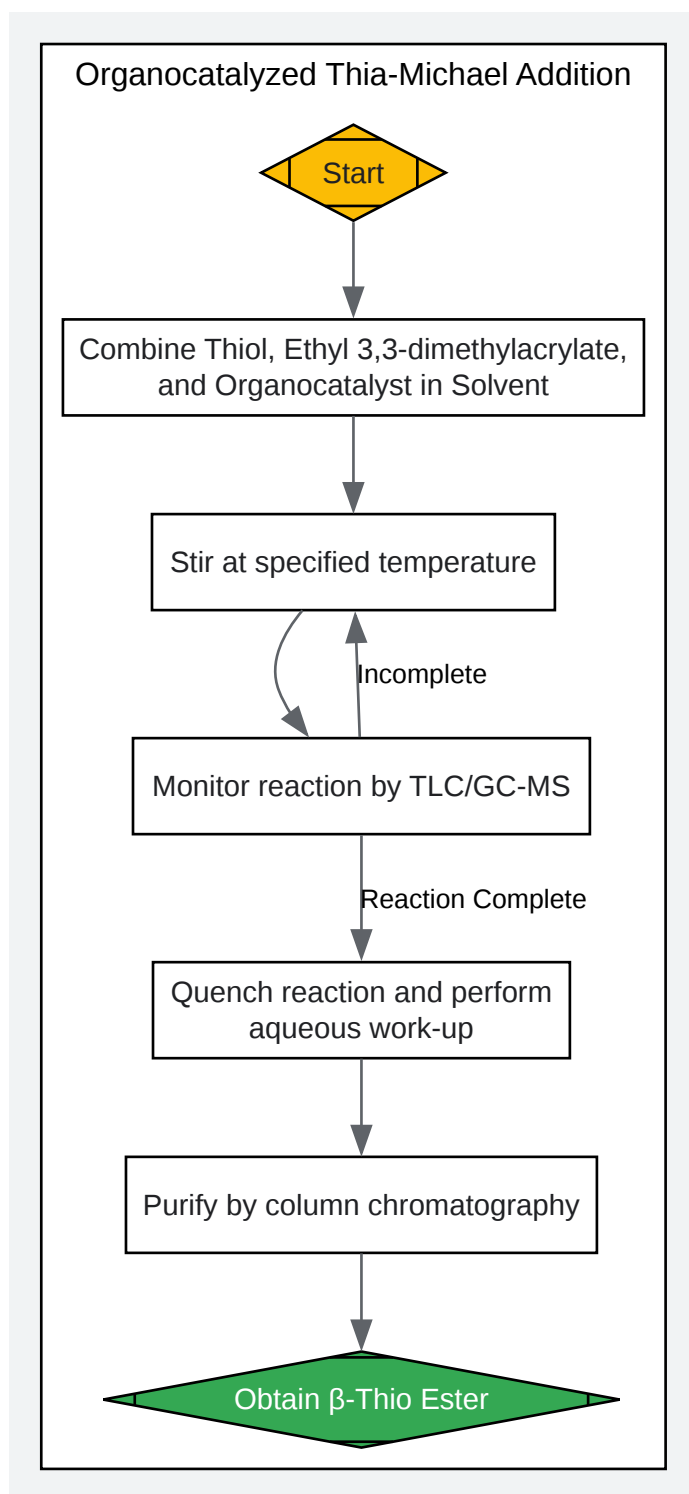 Organocatalyzed Thia-Michael Addition
Start
Combine Thiol, Ethyl 3,3-dimethylacrylate,
and Organocatalyst in Solvent
Stir at specified temperature
Incomplete
Monitor reaction by TLC/GC-MS
Reaction Complete
Quench reaction and perform
aqueous work-up
Purify by column chromatography
Obtain β-Thio Ester